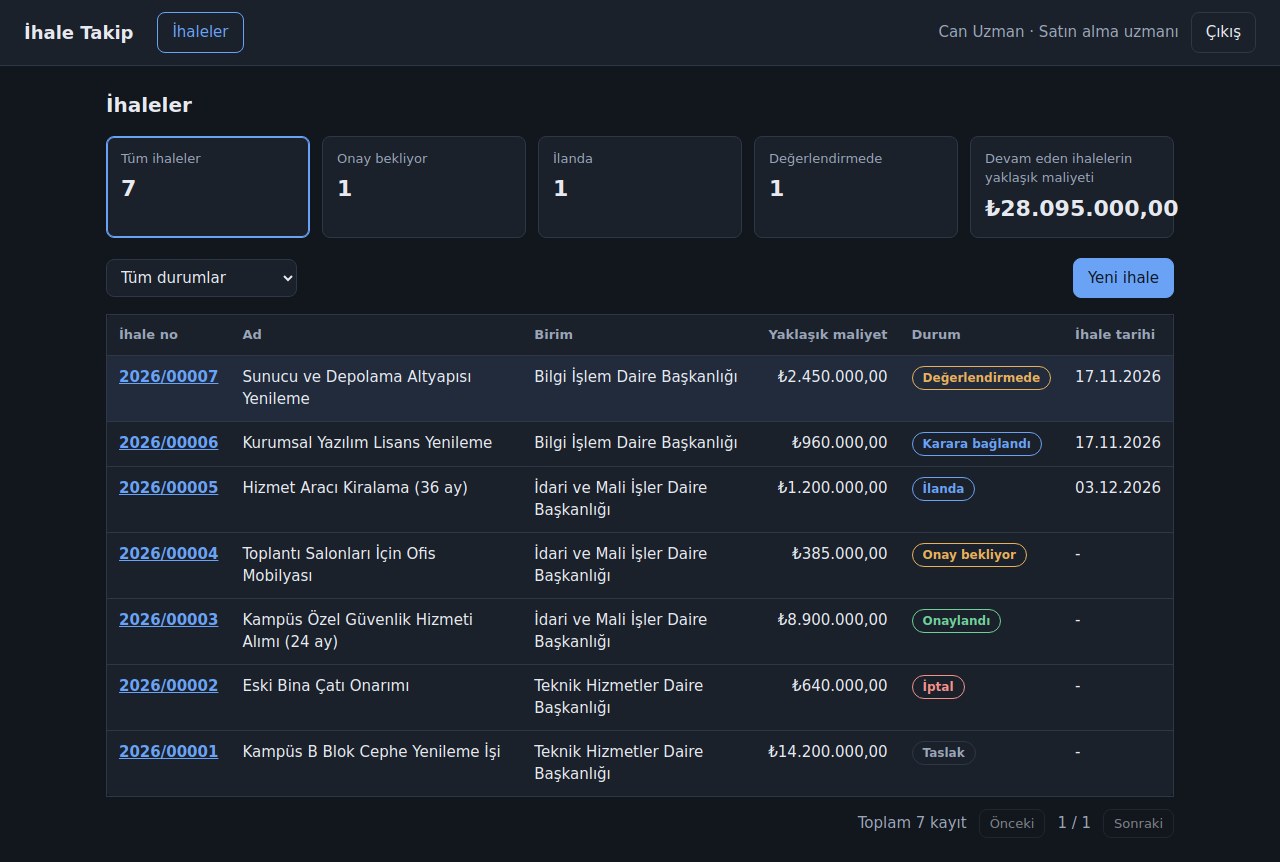 İhale Takip
İhaleler
Can Uzman · Satın alma uzmanı
Çıkış
İhaleler
Tüm ihaleler
7
Onay bekliyor
1
İlanda
1
Değerlendirmede
1
Devam eden ihalelerin
yaklaşık maliyeti
₺28.095.000,00
Tüm durumlar
Yeni ihale
İhale no Ad Birim Yaklaşık maliyet Durum İhale tarihi
2026/00007 Sunucu ve Depolama Altyapısı Bilgi İşlem Daire Başkanlığı ₺2.450.000,00 Değerlendirmede 17.11.2026
Yenileme
2026/00006 Kurumsal Yazılım Lisans Yenileme Bilgi İşlem Daire Başkanlığı ₺960.000,00 Karara bağlandı 17.11.2026
2026/00005 Hizmet Aracı Kiralama (36 ay) İdari ve Mali İşler Daire ₺1.200.000,00 İlanda 03.12.2026
Başkanlığı
2026/00004 Toplantı Salonları İçin Ofis İdari ve Mali İşler Daire ₺385.000,00 Onay bekliyor -
Mobilyası Başkanlığı
2026/00003 Kampüs Özel Güvenlik Hizmeti İdari ve Mali İşler Daire ₺8.900.000,00 Onaylandı -
Alımı (24 ay) Başkanlığı
2026/00002 Eski Bina Çatı Onarımı Teknik Hizmetler Daire ₺640.000,00 İptal -
Başkanlığı
2026/00001 Kampüs B Blok Cephe Yenileme İşi Teknik Hizmetler Daire ₺14.200.000,00 Taslak -
Başkanlığı
Toplam 7 kayıt Önceki 1 / 1 Sonraki